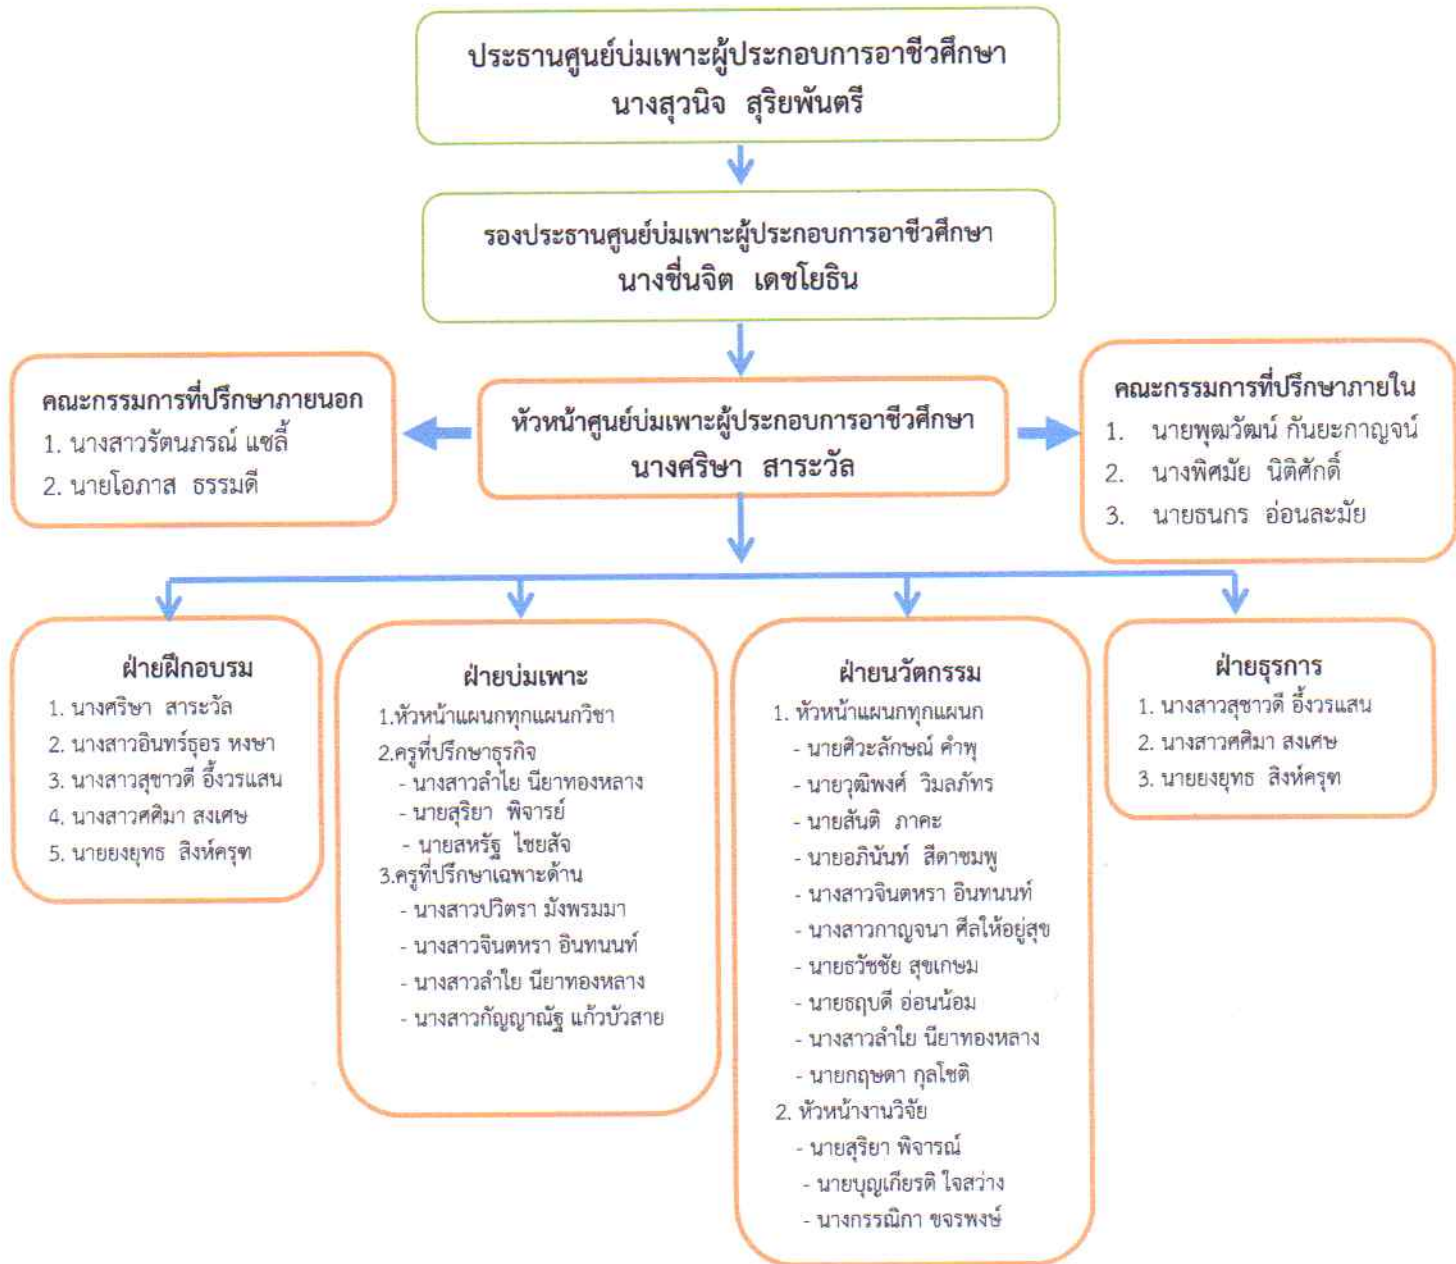 ประธานศูนย์บ่มเพาะผู้ประกอบการอาชีวศึกษา
นางสุวนิจ สุริยพันตรี
รองประธานศูนย์บ่มเพาะผู้ประกอบการอาชีวศึกษา
นางชื่นจิต เดชโยธิน
คณะกรรมการที่ปรึกษาภายนอก
1. นางสาวรัตนภรณ์ แซลี้
2. นายโอภาส ธรรมดี
หัวหน้าศูนย์บ่มเพาะผู้ประกอบการอาชีวศึกษา
นางศริษา สาระวัล
คณะกรรมการที่ปรึกษาภายใน
1. นายพุฒวัฒน์ กันยะกาญจน์
2. นางพิศมัย นิติศักดิ์
3. นายธนกร อ่อนละมัย
ฝ่ายฝึกอบรม
1. นางศริษา สาระวัล
2. นางสาวอินทร์ธุอร หงษา
3. นางสาวสุชาวดี อึ้งวรแสน
4. นางสาวศศิมา สงเศษ
5. นายยงยุทธ สิงห์ครุฑ
ฝ่ายบ่มเพาะ
1.หัวหน้าแผนกทุกแผนกวิชา
2.ครูที่ปรึกษาธุรกิจ
- นางสาวลำไย นียาทองหลาง
- นายสุริยา พิจารย์
- นายสหรัฐ ไชยสัจ
3.ครูที่ปรึกษาเฉพาะด้าน
- นางสาวปวิตรา มังพรมมา
- นางสาวจินตหรา อินทนนท์
- นางสาวลำไย นียาทองหลาง
- นางสาวกัญญาณัฐ แก้วบัวสาย
ฝ่ายนวัตกรรม
1. หัวหน้าแผนกทุกแผนก
- นายศิวะลักษณ์ คำพุ
- นายวุฒิพงศ์ วิมลภัทร
- นายสันติ ภาคะ
- นายอภินันท์ สีดาชมพู
- นางสาวจินตหรา อินทนนท์
- นางสาวกาญจนา ศีลให้อยู่สุข
- นายธวัชชัย สุขเกษม
- นายธฤบดี อ่อนน้อม
- นางสาวลำใย นียาทองหลาง
- นายกฤษดา กุลโชติ
2. หัวหน้างานวิจัย
- นายสุริยา พิจารณ์
- นายบุญเกียรติ ใจสว่าง
- นางกรรณิกา ขจรพงษ์
ฝ่ายธุรการ
1. นางสาวสุชาวดี อึ้งวรแสน
2. นางสาวศศิมา สงเศษ
3. นายยงยุทธ สิงห์ครุฑ